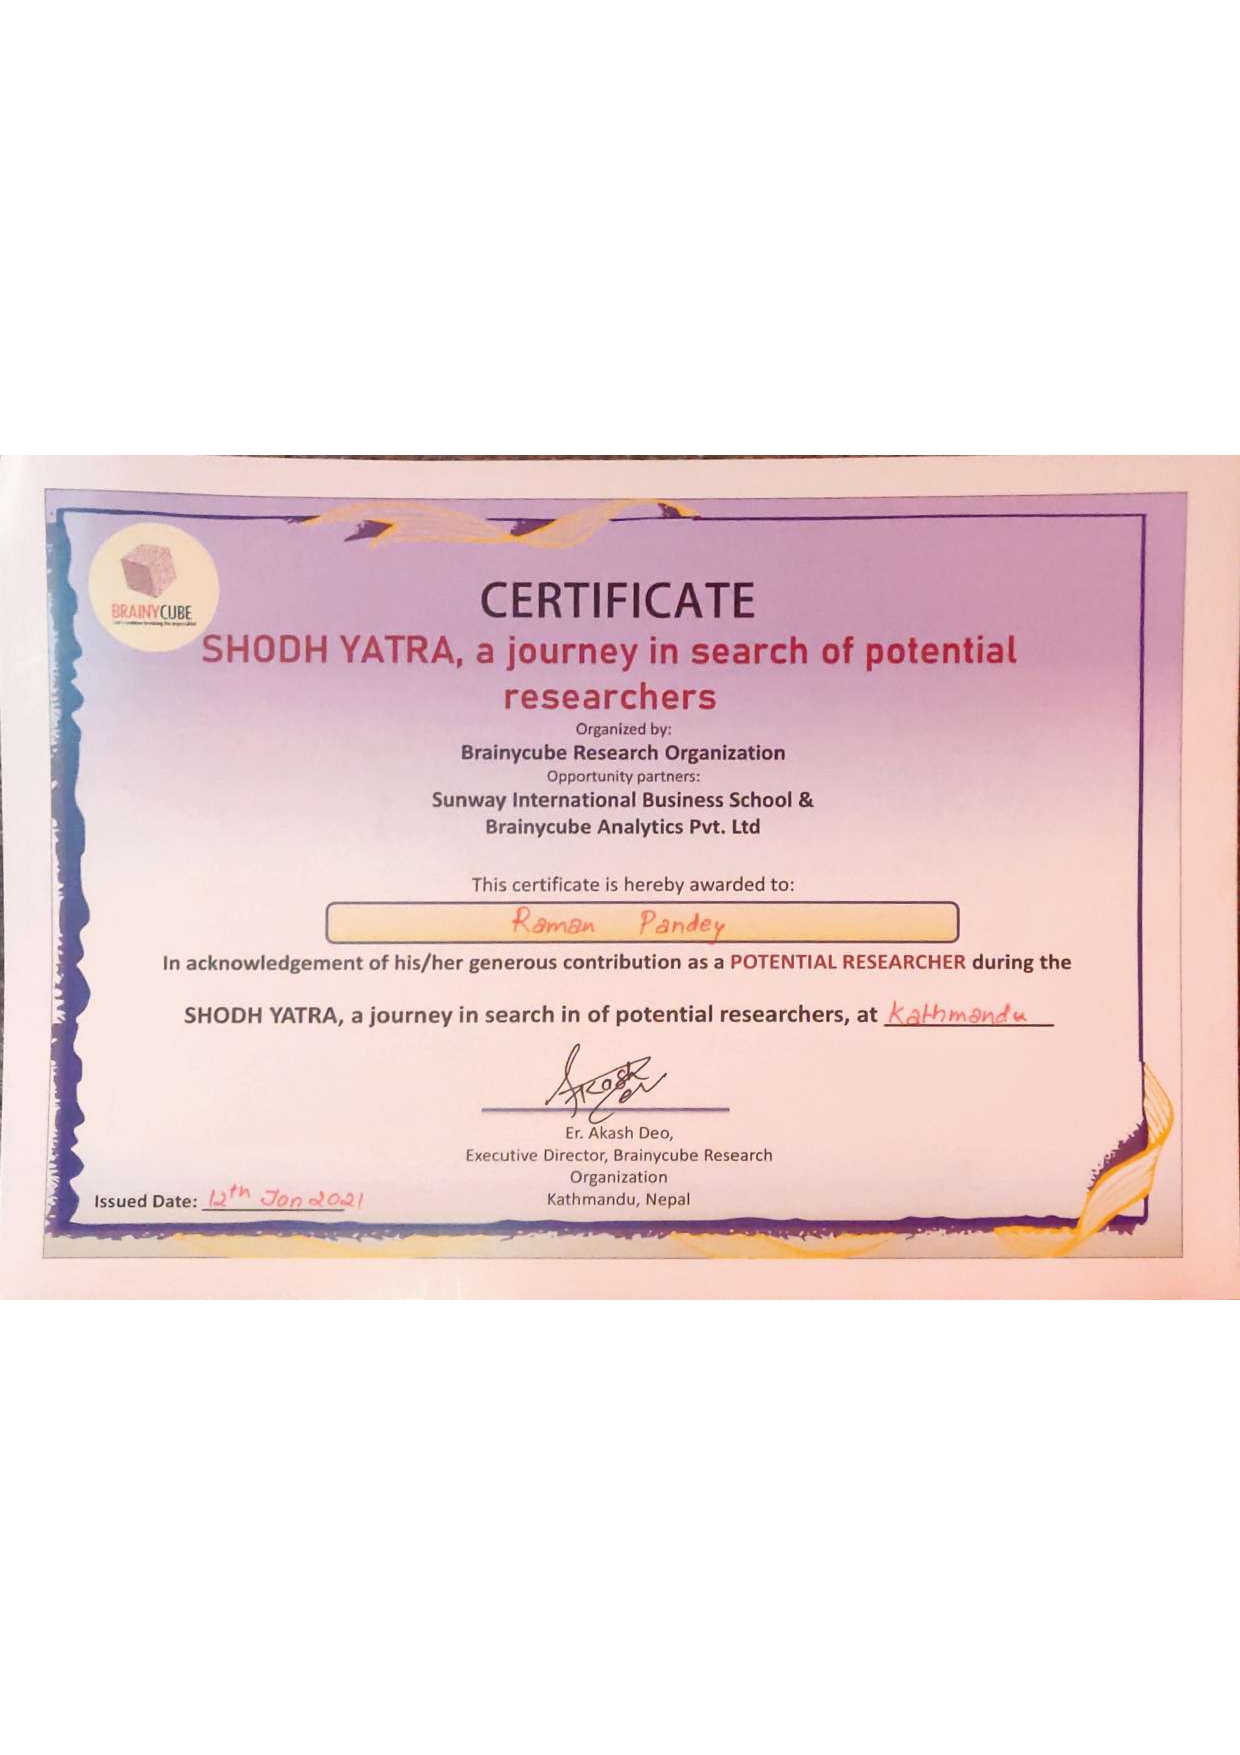 BRAINYCUBE
CERTIFICATE
SHODH YATRA, a journey in search of potential
researchers
Organized by:
Brainycube Research Organization
Opportunity partners:
Sunway International Business School &
Brainycube Analytics Pvt. Ltd
This certificate is hereby awarded to:
Raman Pandey
In acknowledgement of his/her generous contribution as a POTENTIAL RESEARCHER during the
SHODH YATRA, a journey in search in of potential researchers, at Kathmandu
Er. Akash Deo,
Executive Director, Brainycube Research
Organization
Kathmandu, Nepal
Issued Date: 12th Jan 2021